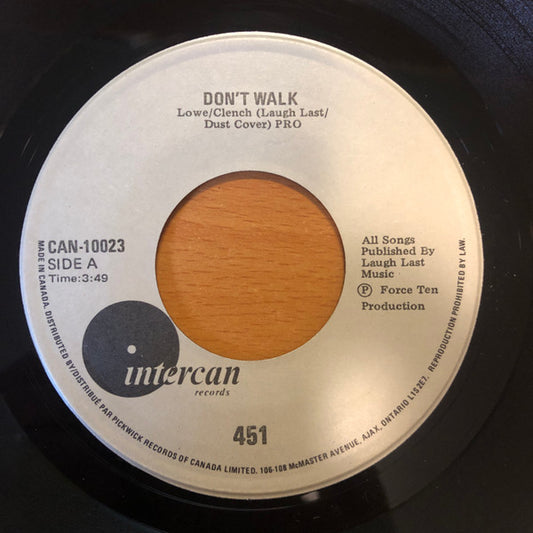 DON'T WALK
Lowe/Clench (Laugh Last/
Dust Cover) PRO
CAN-10023
SIDE A
Time:3:49
All Songs
Published By
Laugh Last
Music
Ⓟ Force Ten
Production
intercan
records
451
MADE IN CANADA. DISTRIBUTED BY/DISTRIBUÉ PAR PICKWICK RECORDS OF CANADA LIMITED. 106-108 McMASTER AVENUE, AJAX, ONTARIO L1S2E7. REPRODUCTION PROHIBITED BY LAW.